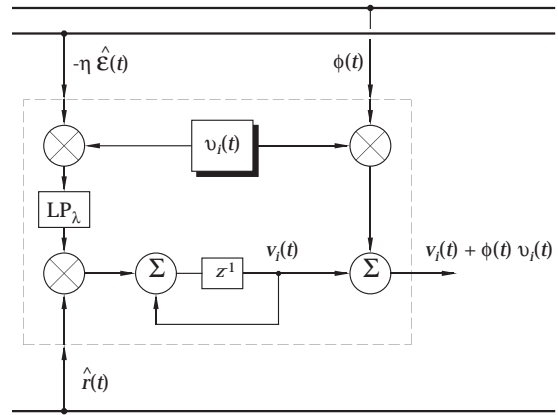 -η ε̂(t)
ϕ(t)
υᵢ(t)
LP_λ
Σ
z⁻¹
vᵢ(t)
Σ
vᵢ(t) + ϕ(t) υᵢ(t)
r̂(t)